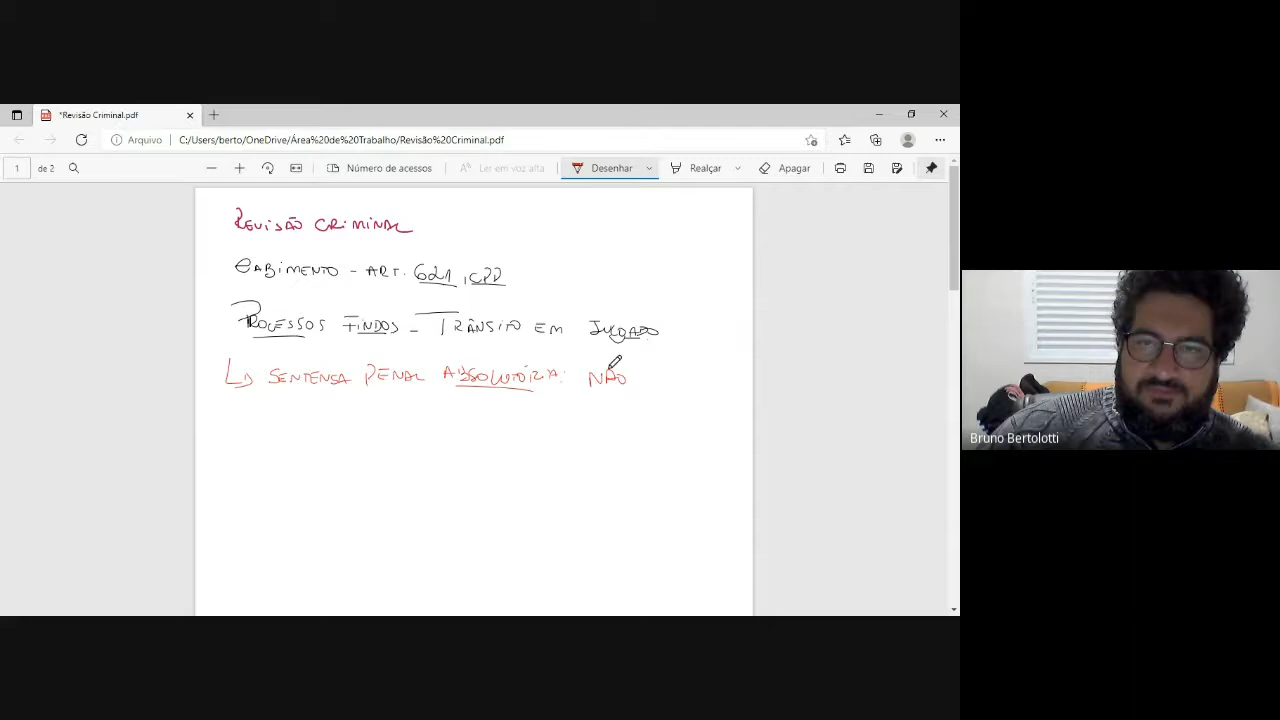 *Revisão Criminal.pdf
Arquivo
C:/Users/berto/OneDrive/Área%20de%20Trabalho/Revisão%20Criminal.pdf
1 de 2
Número de acessos
Ler em voz alta
Desenhar
Realçar
Apagar
REVISÃO CRIMINAL
CABIMENTO - ART. 621, CPP
PROCESSOS FINDOS - TRÂNSITO EM JULGADO
SENTENSA PENAL ABSOLUTÓRIA: NÃO
Bruno Bertolotti